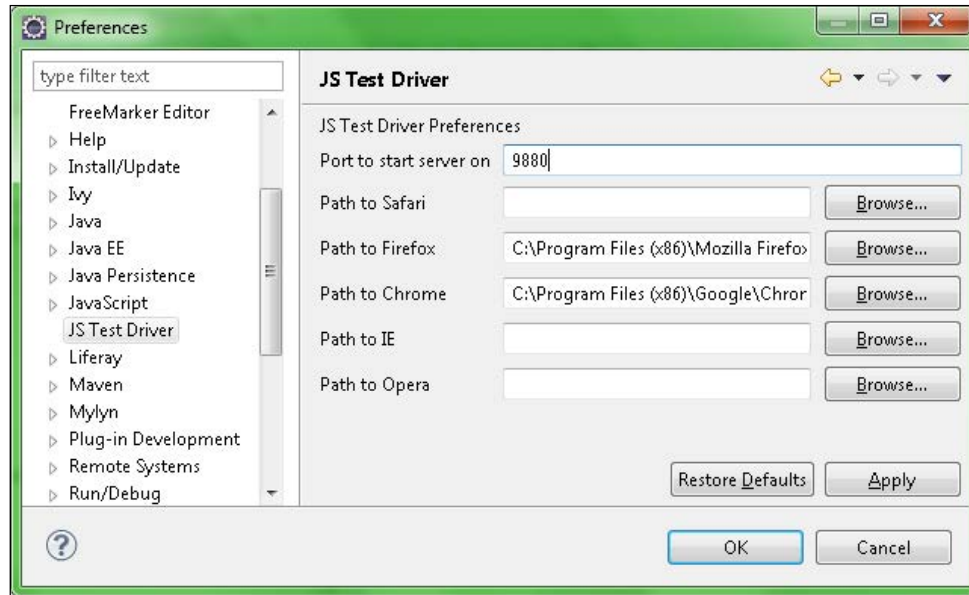 Preferences
type filter text
FreeMarker Editor
Help
Install/Update
Ivy
Java
Java EE
Java Persistence
JavaScript
JS Test Driver
Liferay
Maven
Mylyn
Plug-in Development
Remote Systems
Run/Debug
JS Test Driver
JS Test Driver Preferences
Port to start server on 9880
Path to Safari Browse...
Path to Firefox C:\Program Files (x86)\Mozilla Firefox Browse...
Path to Chrome C:\Program Files (x86)\Google\Chror Browse...
Path to IE Browse...
Path to Opera Browse...
Restore Defaults Apply
? OK Cancel